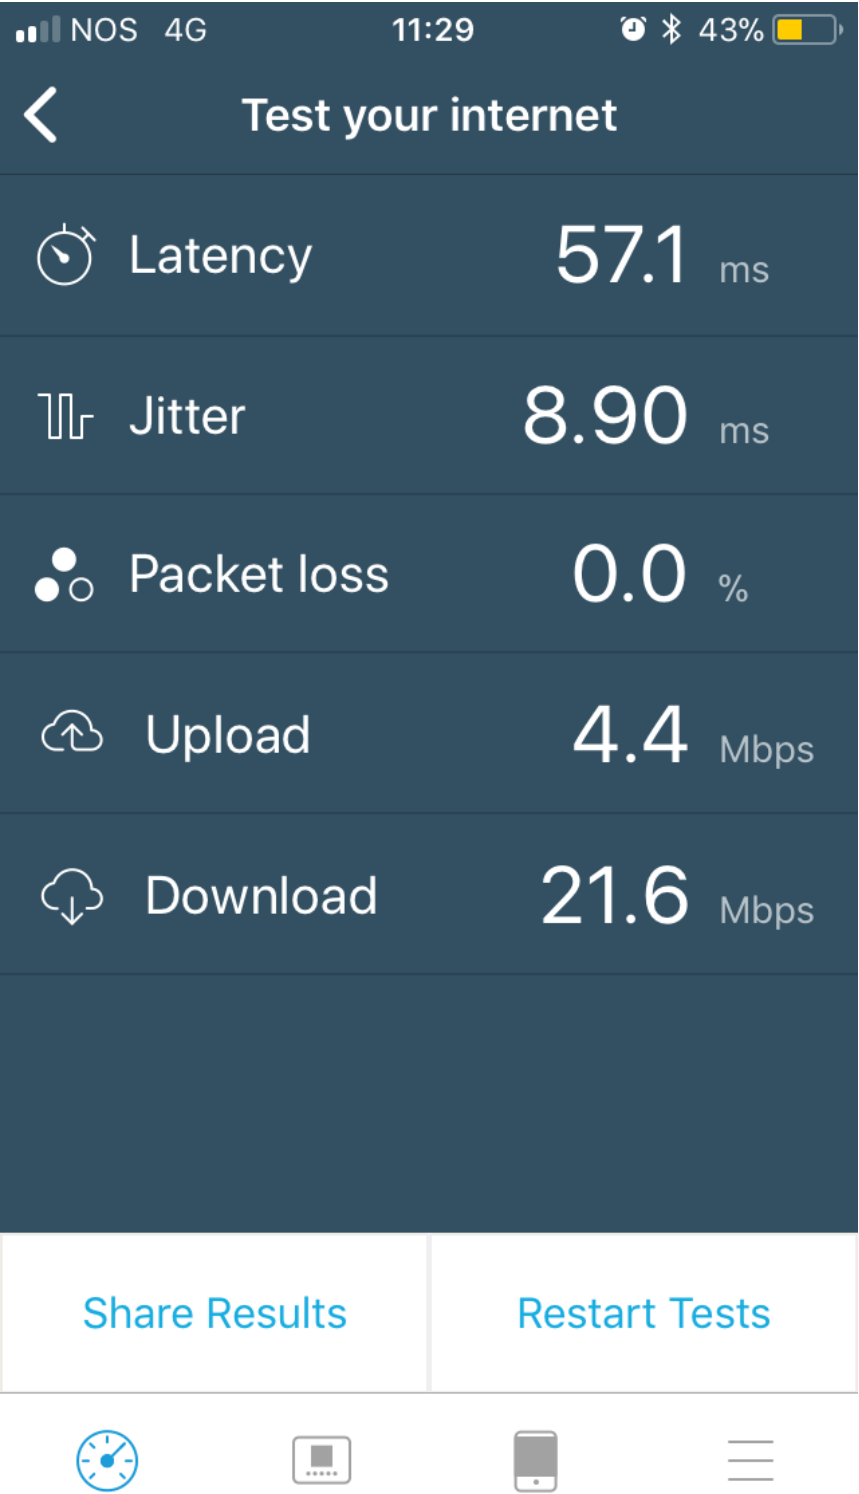 NOS 4G 11:29 43%
Test your internet
Latency 57.1 ms
Jitter 8.90 ms
Packet loss 0.0 %
Upload 4.4 Mbps
Download 21.6 Mbps
Share Results Restart Tests